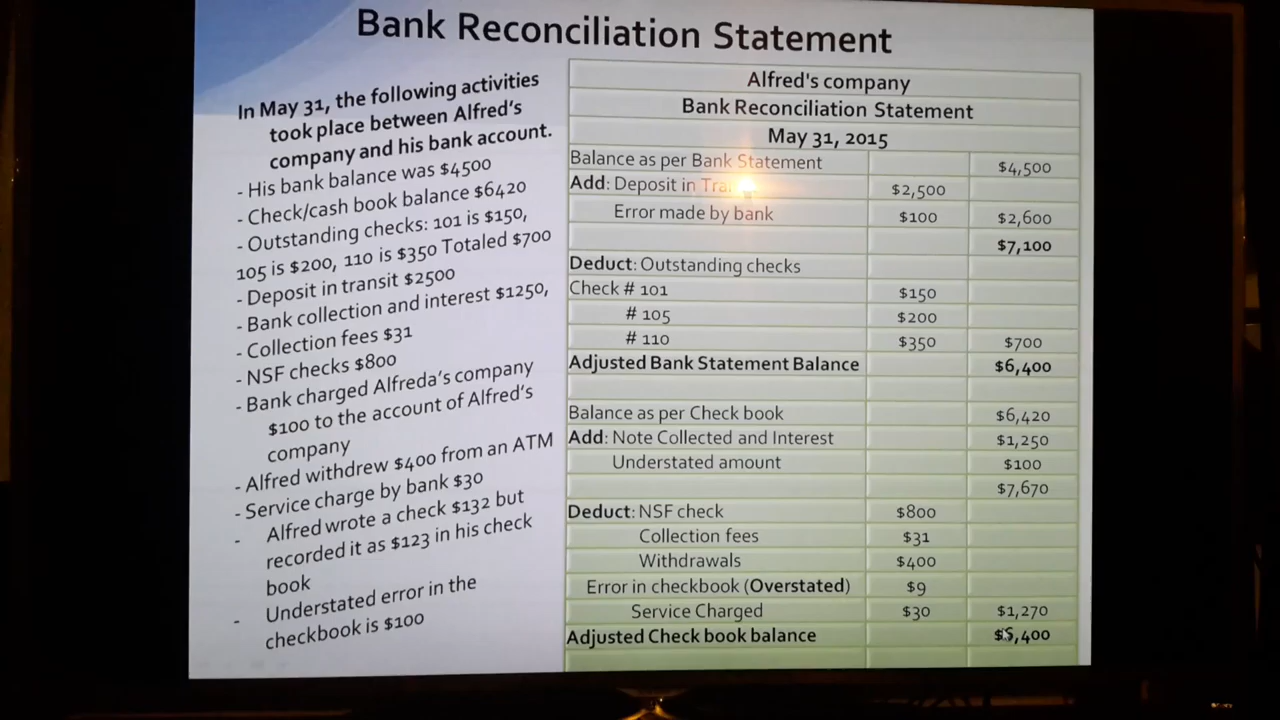 Bank Reconciliation Statement
In May 31, the following activities
took place between Alfred's
company and his bank account.
- His bank balance was $4500
- Check/cash book balance $6420
- Outstanding checks: 101 is $150,
105 is $200, 110 is $350 Totaled $700
- Deposit in transit $2500
- Bank collection and interest $1250,
- Collection fees $31
- NSF checks $800
- Bank charged Alfreda's company
$100 to the account of Alfred's
company
- Alfred withdrew $400 from an ATM
- Service charge by bank $30
- Alfred wrote a check $132 but
recorded it as $123 in his check
book
- Understated error in the
checkbook is $100
Alfred's company
Bank Reconciliation Statement
May 31, 2015
Balance as per Bank Statement $4,500
Add: Deposit in $2,500
Error made by bank $100 $2,600
$7,100
Deduct: Outstanding checks
Check # 101 $150
# 105 $200
# 110 $350 $700
Adjusted Bank Statement Balance $6,400
Balance as per Check book $6,420
Add: Note Collected and Interest $1,250
Understated amount $100
$7,670
Deduct: NSF check $800
Collection fees $31
Withdrawals $400
Error in checkbook (Overstated) $9
Service Charged $30 $1,270
Adjusted Check book balance